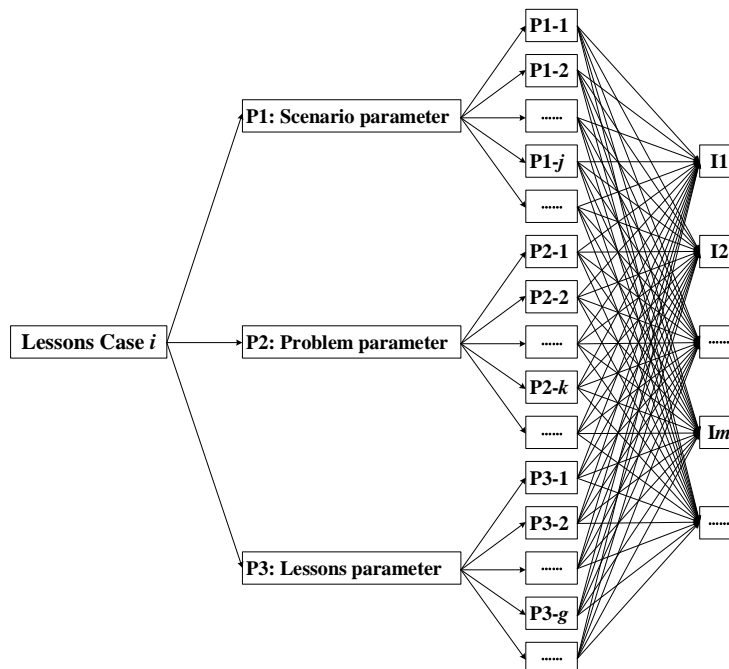 Lessons Case i
P1: Scenario parameter
P2: Problem parameter
P3: Lessons parameter
P1-1
P1-2
......
P1-j
......
P2-1
P2-2
......
P2-k
......
P3-1
P3-2
......
P3-g
......
I1
I2
......
Im
......